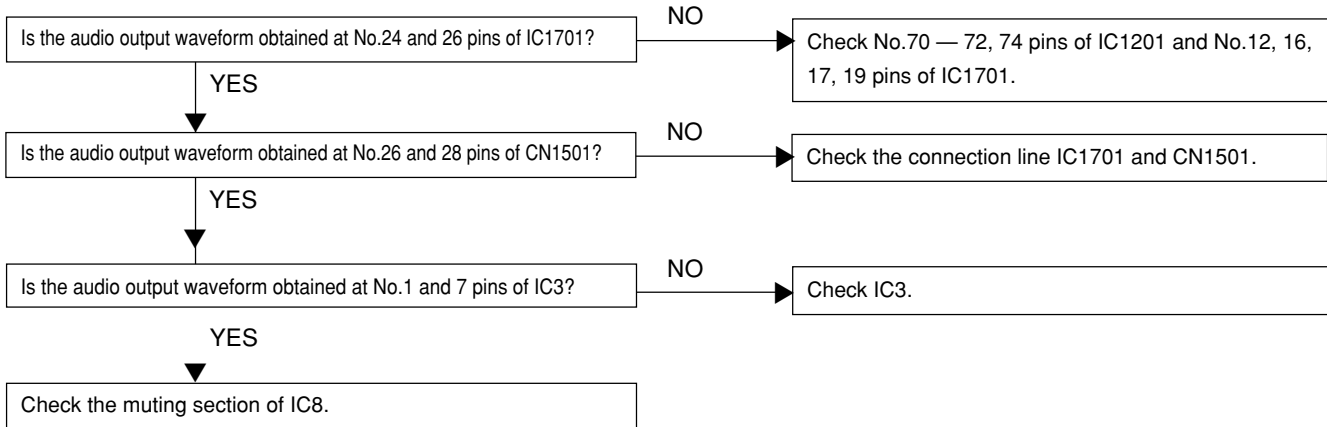 Is the audio output waveform obtained at No.24 and 26 pins of IC1701?
NO
Check No.70 — 72, 74 pins of IC1201 and No.12, 16,
17, 19 pins of IC1701.
YES
Is the audio output waveform obtained at No.26 and 28 pins of CN1501?
NO
Check the connection line IC1701 and CN1501.
YES
Is the audio output waveform obtained at No.1 and 7 pins of IC3?
NO
Check IC3.
YES
Check the muting section of IC8.